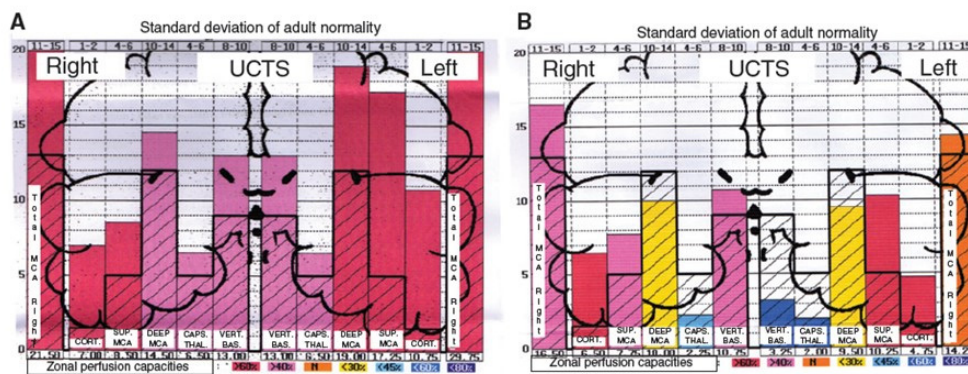 A
Standard deviation of adult normality
11-15 1-2 4-6 10-14 4-6 8-10 8-10 4-6 10-14 4-6 1-2 11-15
Right UCTS Left
20
15
10
5
0
Total MCA Right
CORT.
SUP. MCA
DEEP MCA
CAPS. THAL.
VERT. BAS.
VERT. BAS.
CAPS. THAL.
DEEP MCA
SUP. MCA
CORT.
Total MCA Right
21.50 7.00 8.50 14.50 6.50 13.00 13.00 6.50 19.00 17.25 10.75 29.75
Zonal perfusion capacities : >60% >40% N <30% <45% <60% <80%
B
Standard deviation of adult normality
11-15 1-2 4-6 10-14 4-6 8-10 8-10 4-6 10-14 4-6 1-2 11-15
Right UCTS Left
20
15
10
5
0
Total MCA Right
CORT.
SUP. MCA
DEEP MCA
CAPS. THAL.
VERT. BAS.
VERT. BAS.
CAPS. THAL.
DEEP MCA
SUP. MCA
CORT.
Total MCA Right
16.50 6.50 7.75 10.00 2.25 10.75 9.50 10.25 4.75
Zonal perfusion capacities : >60% >40% N <30% <45% <60% <80%